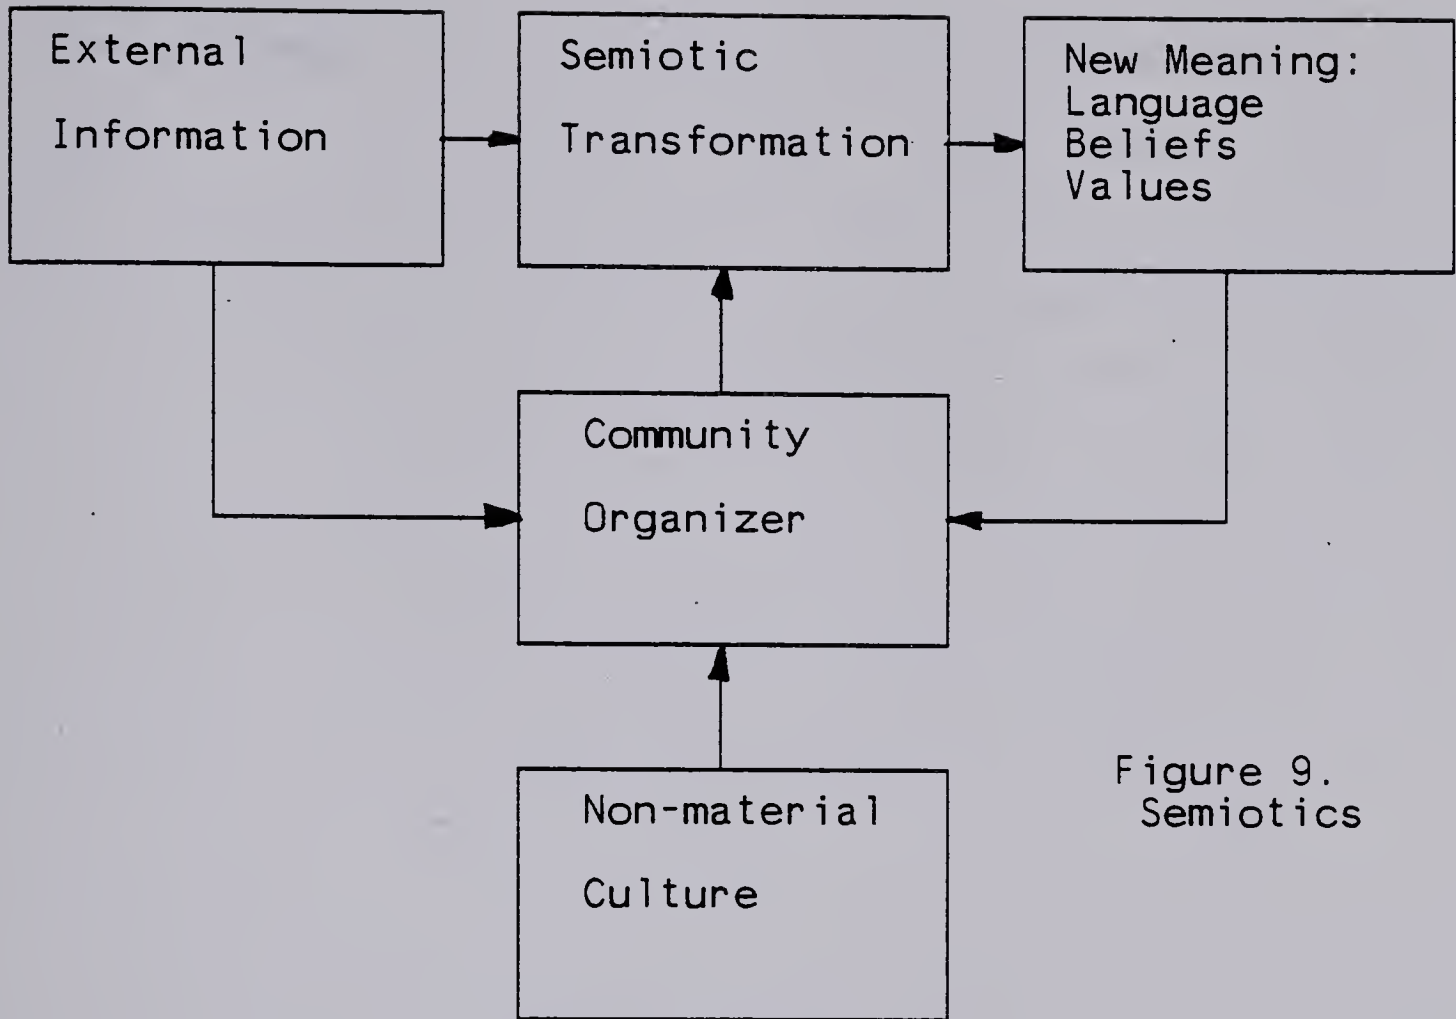 External
Information
Semiotic
Transformation
New Meaning:
Language
Beliefs
Values
Community
Organizer
Non-material
Culture
Figure 9.
Semiotics